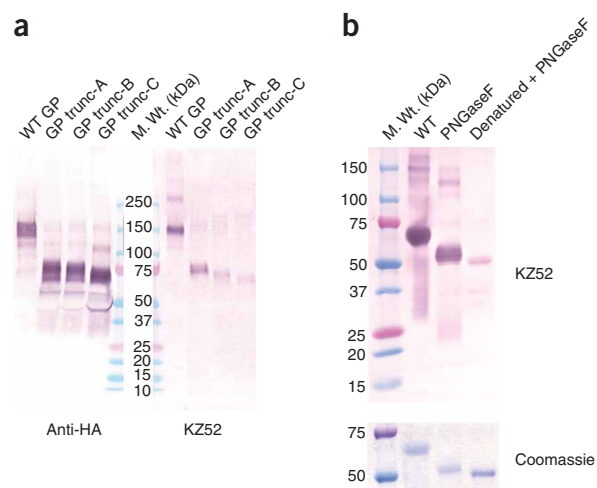 a
WT GP
GP trunc-A
GP trunc-B
GP trunc-C
M. Wt. (kDa)
WT GP
GP trunc-A
GP trunc-B
GP trunc-C
250
150
100
75
50
37
25
20
15
10
Anti-HA
KZ52
b
M. Wt. (kDa)
WT
PNGaseF
Denatured + PNGaseF
150
100
75
50
37
25
20
15
KZ52
75
50
Coomassie